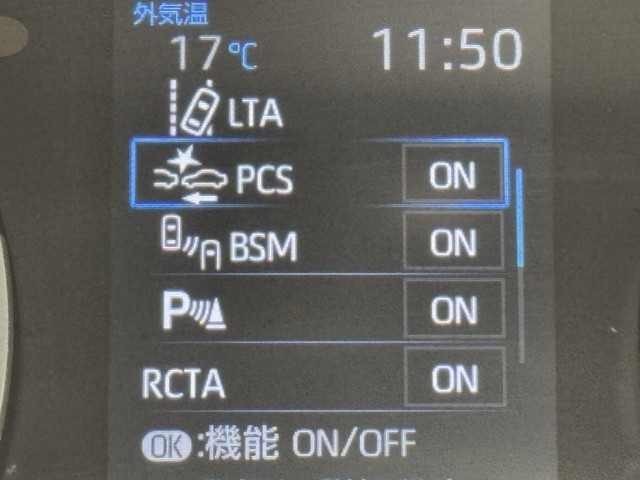 外気温
17℃ 11:50
LTA
PCS ON
BSM ON
P ON
RCTA ON
OK:機能 ON/OFF